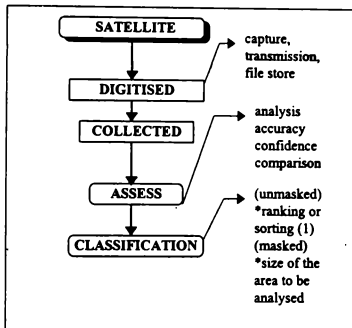 SATELLITE
capture,
transmission,
file store
DIGITISED
COLLECTED
analysis
accuracy
confidence
comparison
ASSESS
(unmasked)
*ranking or
sorting (1)
(masked)
*size of the
area to be
analysed
CLASSIFICATION